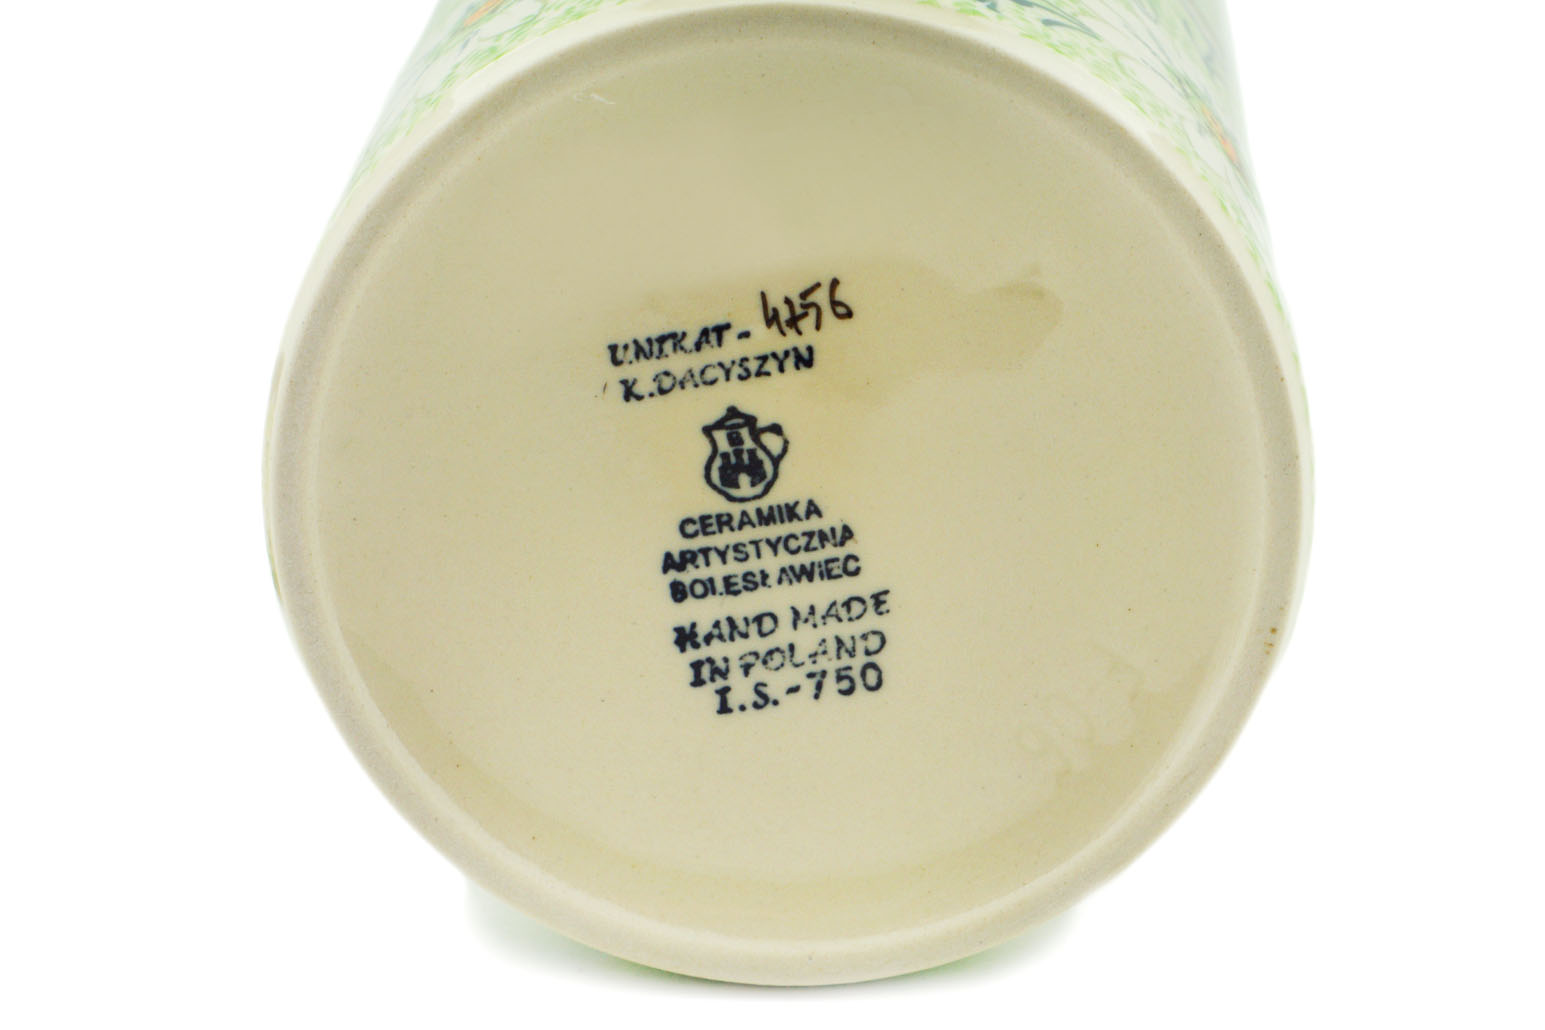 UNIKAT - 4756
K.DACYSZYN
CERAMIKA
ARTYSTYCZNA
BOLESŁAWIEC
HAND MADE
IN POLAND
I.S.-750